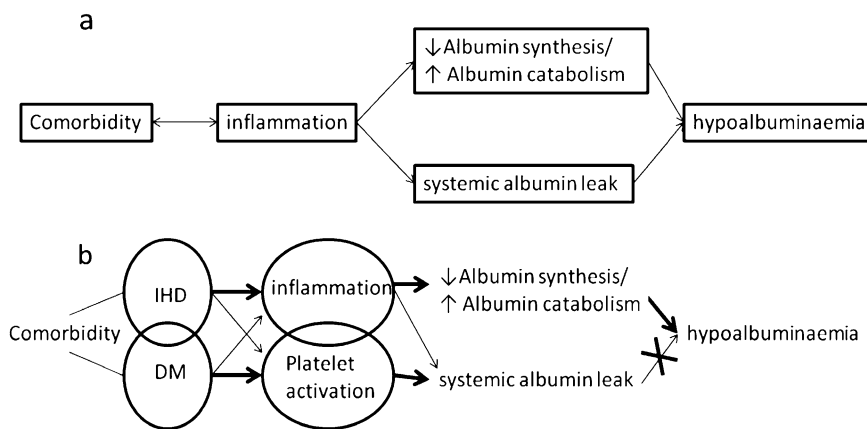 a
↓ Albumin synthesis/
↑ Albumin catabolism
Comorbidity
inflammation
hypoalbuminaemia
systemic albumin leak
b
IHD
inflammation
↓ Albumin synthesis/
↑ Albumin catabolism
Comorbidity
hypoalbuminaemia
DM
Platelet
activation
systemic albumin leak